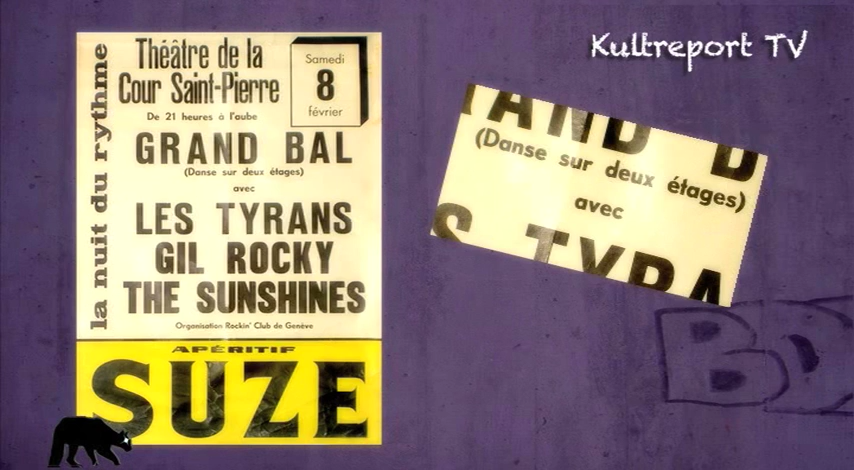 Kultreport TV
la nuit du rythme
Théâtre de la
Cour Saint-Pierre
Samedi
8
février
De 21 heures à l'aube
GRAND BAL
(Danse sur deux étages)
avec
LES TYRANS
GIL ROCKY
THE SUNSHINES
Organisation Rockin' Club de Genève
APÉRITIF
SUZE
(Danse sur deux étages)
avec